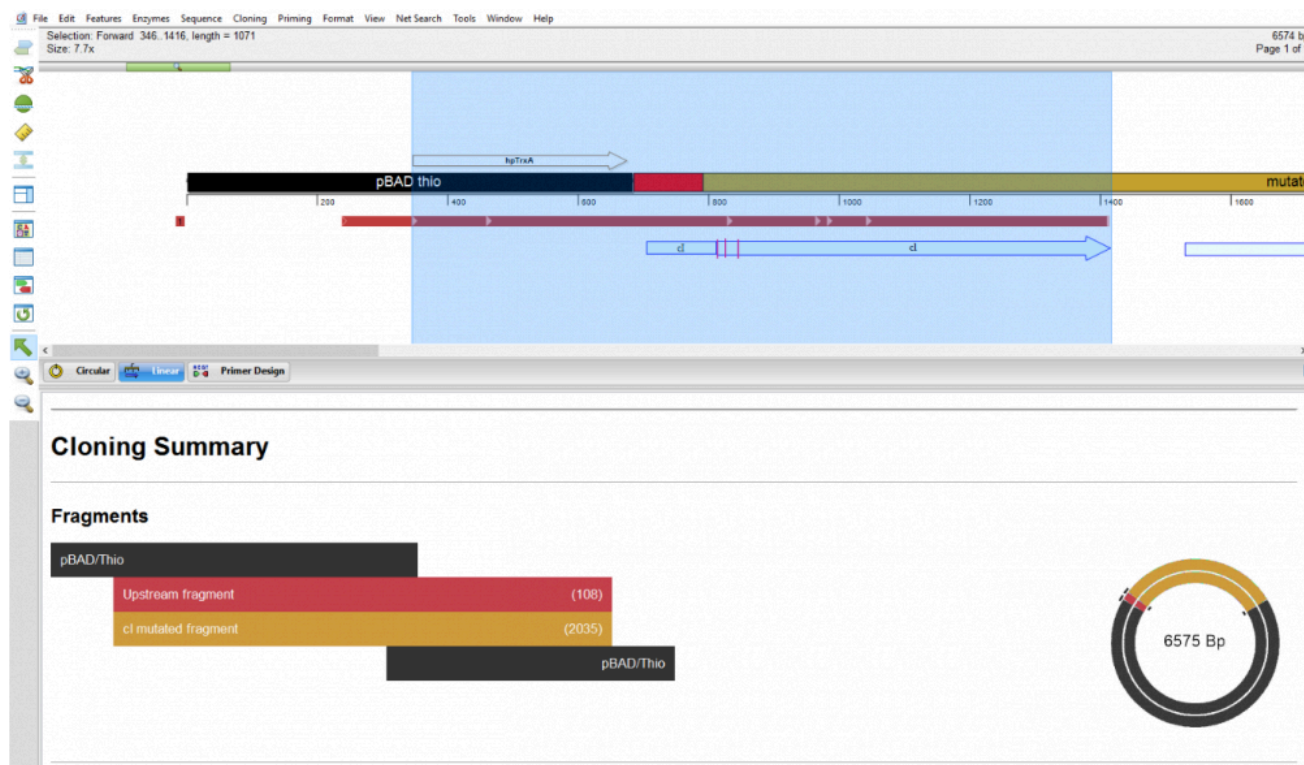 File Edit Features Enzymes Sequence Cloning Priming Format View Net Search Tools Window Help
Selection: Forward 346..1416, length = 1071
6574 b
Size: 7.7x
Page 1 of
hpTrxA
pBAD thio
mutat
200 400 600 800 1000 1200 1400 1600
cI cI
Circular Linear Primer Design
Cloning Summary
Fragments
pBAD/Thio
Upstream fragment (108)
cI mutated fragment (2035)
pBAD/Thio
6575 Bp